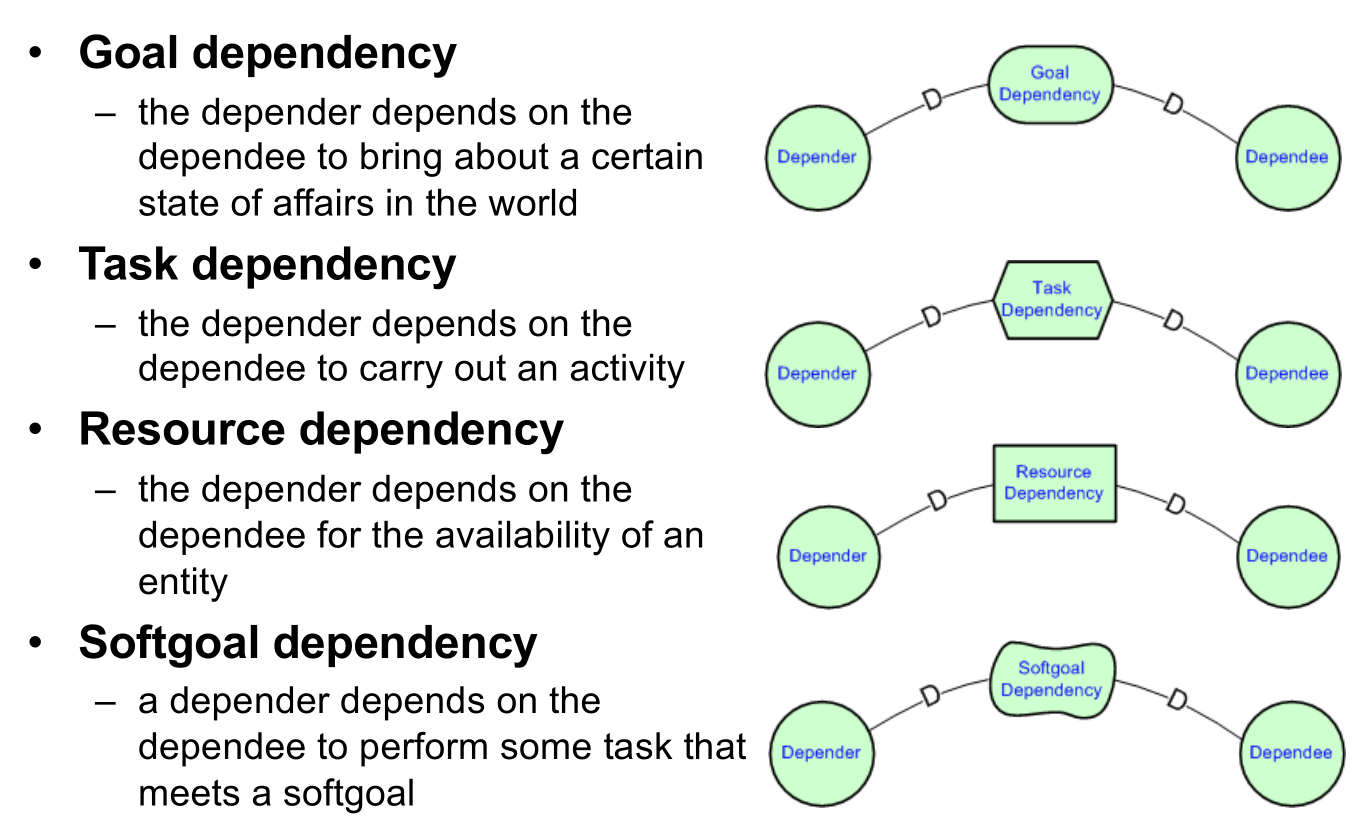 • Goal dependency
– the depender depends on the
dependee to bring about a certain
state of affairs in the world
• Task dependency
– the depender depends on the
dependee to carry out an activity
• Resource dependency
– the depender depends on the
dependee for the availability of an
entity
• Softgoal dependency
– a depender depends on the
dependee to perform some task that
meets a softgoal
Depender
D
Goal
Dependency
D
Dependee
Depender
D
Task
Dependency
D
Dependee
Depender
D
Resource
Dependency
D
Dependee
Depender
D
Softgoal
Dependency
D
Dependee